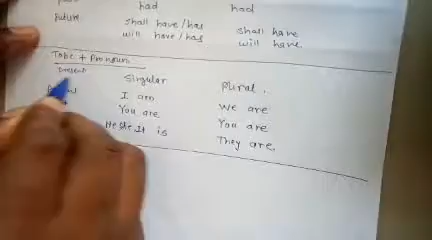 had had
Future shall have/has shall have
will have/has will have
Tobe + Pronoun
Present
Singular Plural.
I am We are
You are You are
He She It is They are.